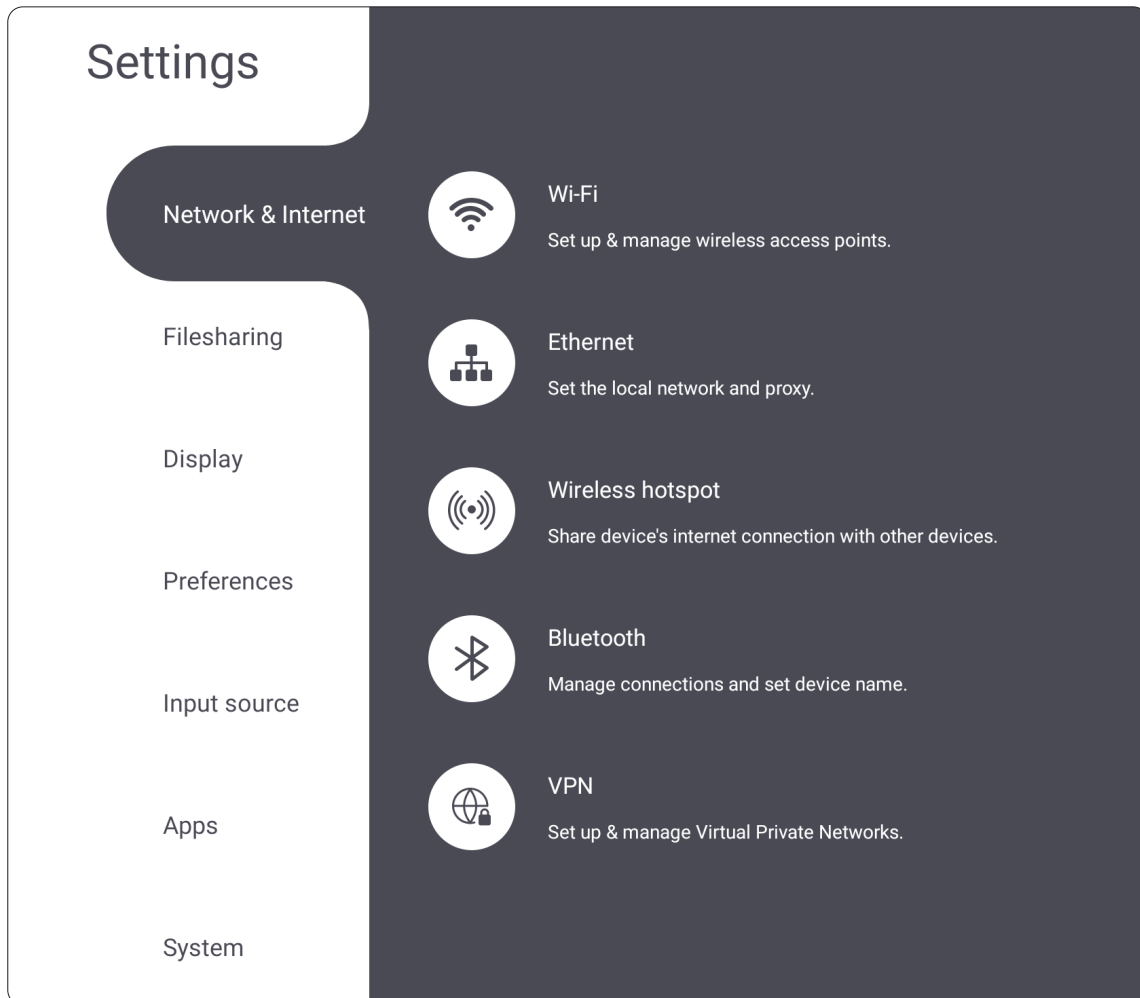 Settings
Network & Internet
Filesharing
Display
Preferences
Input source
Apps
System
Wi-Fi
Set up & manage wireless access points.
Ethernet
Set the local network and proxy.
Wireless hotspot
Share device's internet connection with other devices.
Bluetooth
Manage connections and set device name.
VPN
Set up & manage Virtual Private Networks.